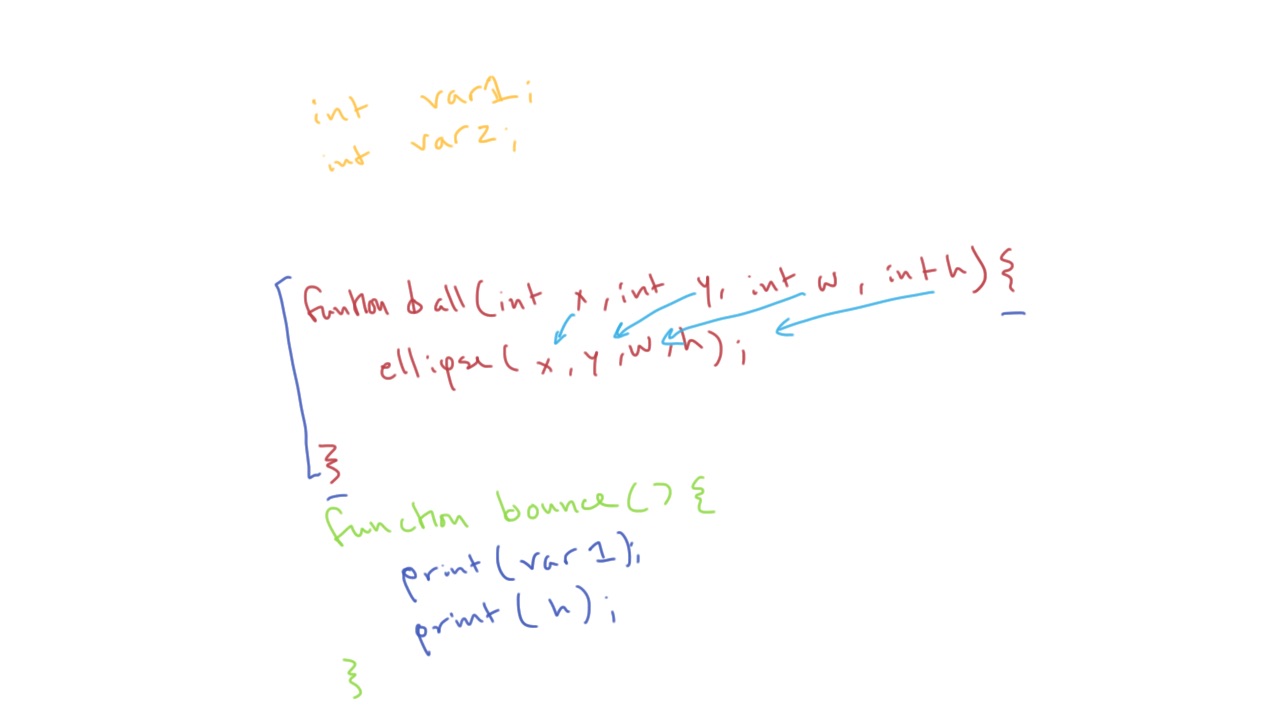 int var1;
int var2;
function ball(int x, int y, int w, int h) {
ellipse(x, y, w, h);
}
function bounce() {
print(var1);
print(h);
}